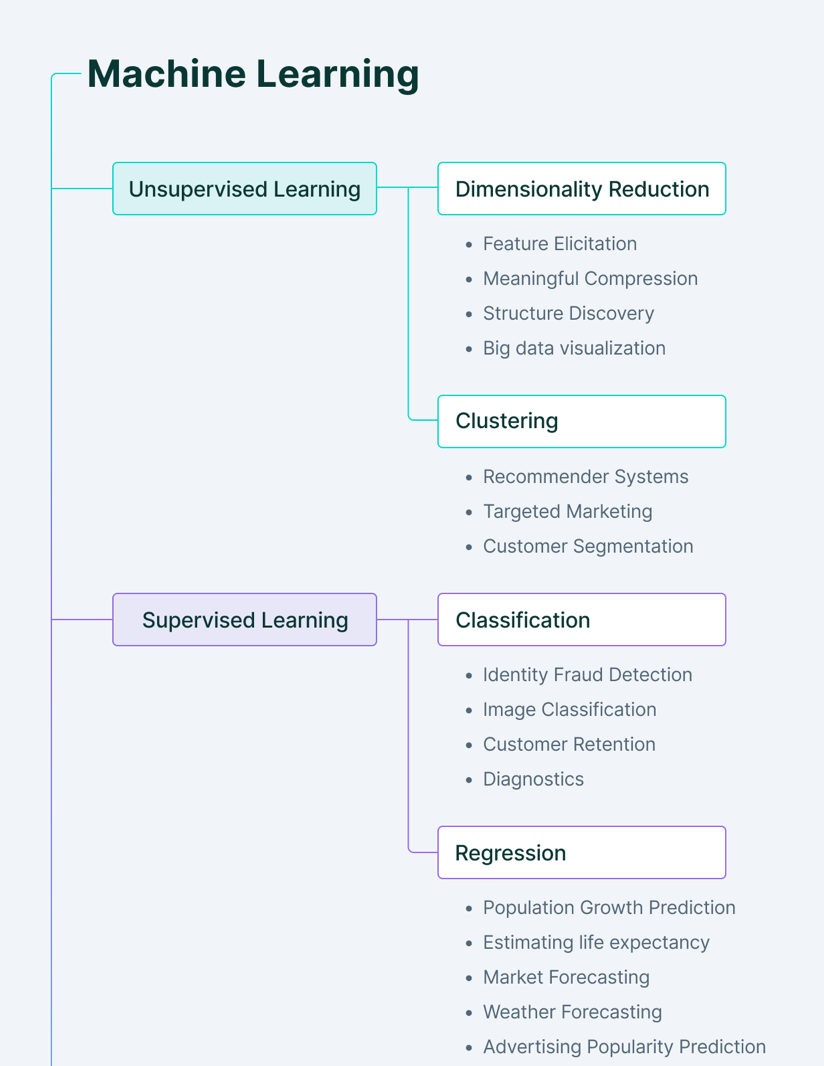 Machine Learning
Unsupervised Learning
Dimensionality Reduction
• Feature Elicitation
• Meaningful Compression
• Structure Discovery
• Big data visualization
Clustering
• Recommender Systems
• Targeted Marketing
• Customer Segmentation
Supervised Learning
Classification
• Identity Fraud Detection
• Image Classification
• Customer Retention
• Diagnostics
Regression
• Population Growth Prediction
• Estimating life expectancy
• Market Forecasting
• Weather Forecasting
• Advertising Popularity Prediction